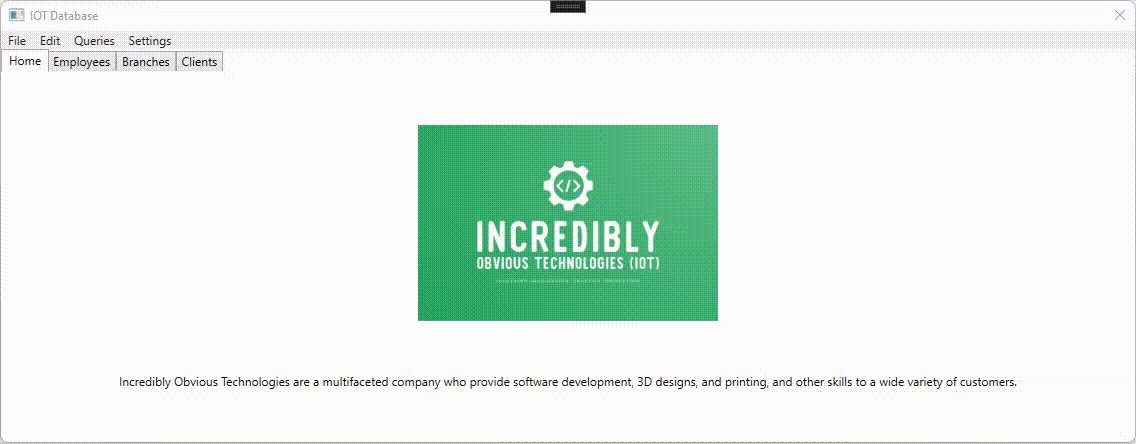 IOT Database
File Edit Queries Settings
Home Employees Branches Clients
INCREDIBLY
OBVIOUS TECHNOLOGIES (IOT)
Incredibly Obvious Technologies are a multifaceted company who provide software development, 3D designs, and printing, and other skills to a wide variety of customers.